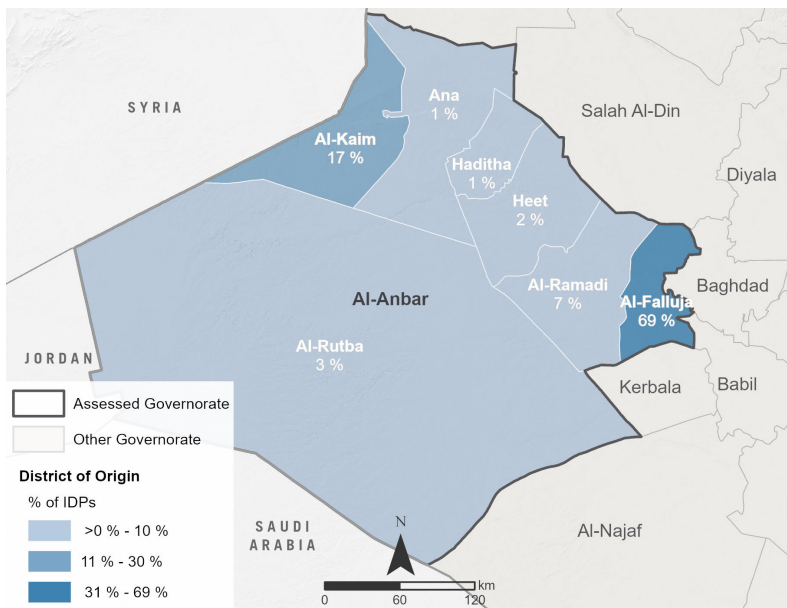 SYRIA
Ana
1 %
Salah Al-Din
Al-Kaim
17 %
Haditha
1 %
Diyala
Heet
2 %
Al-Ramadi
7 %
Al-Falluja
69 %
Baghdad
Al-Anbar
Al-Rutba
3 %
JORDAN
Kerbala
Babil
Assessed Governorate
Other Governorate
District of Origin
% of IDPs
>0 % - 10 %
11 % - 30 %
31 % - 69 %
SAUDI
ARABIA
N
Al-Najaf
km
0 60 120